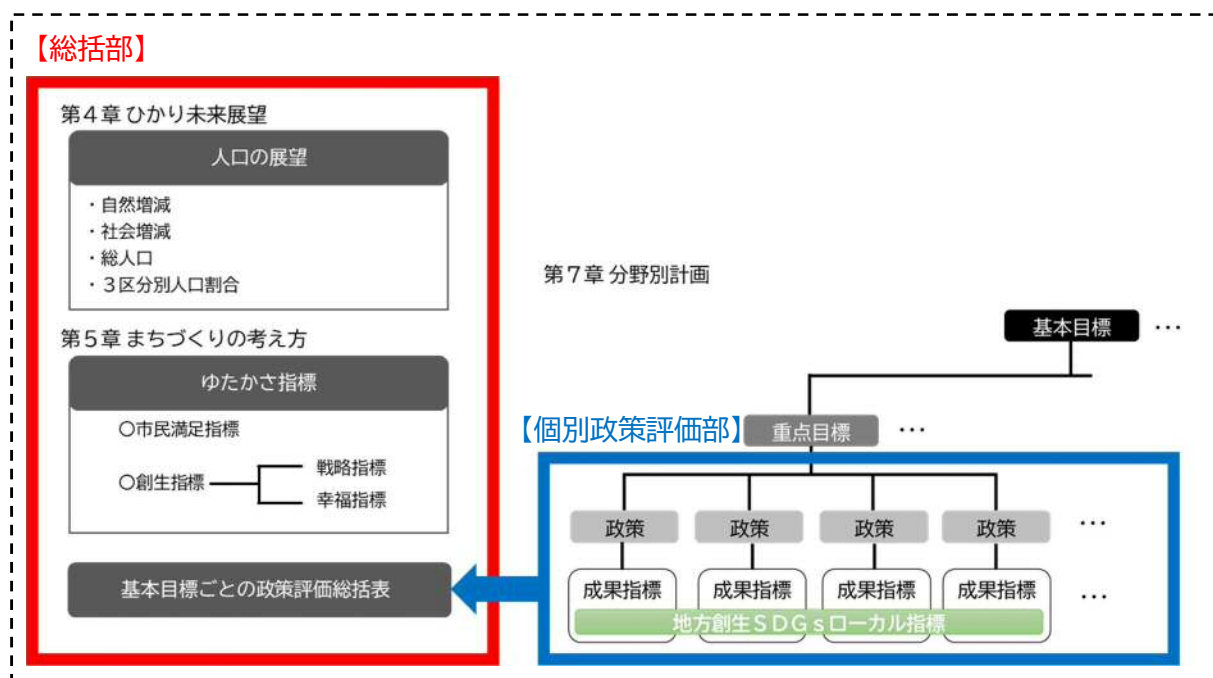 【総括部】
第４章 ひかり未来展望
人口の展望
・自然増減
・社会増減
・総人口
・３区分別人口割合
第５章 まちづくりの考え方
ゆたかさ指標
〇市民満足指標
〇創生指標
戦略指標
幸福指標
基本目標ごとの政策評価総括表
第７章 分野別計画
基本目標 …
【個別政策評価部】
重点目標 …
政策 政策 政策 政策 …
成果指標 成果指標 成果指標 成果指標 …
地方創生ＳＤＧｓローカル指標